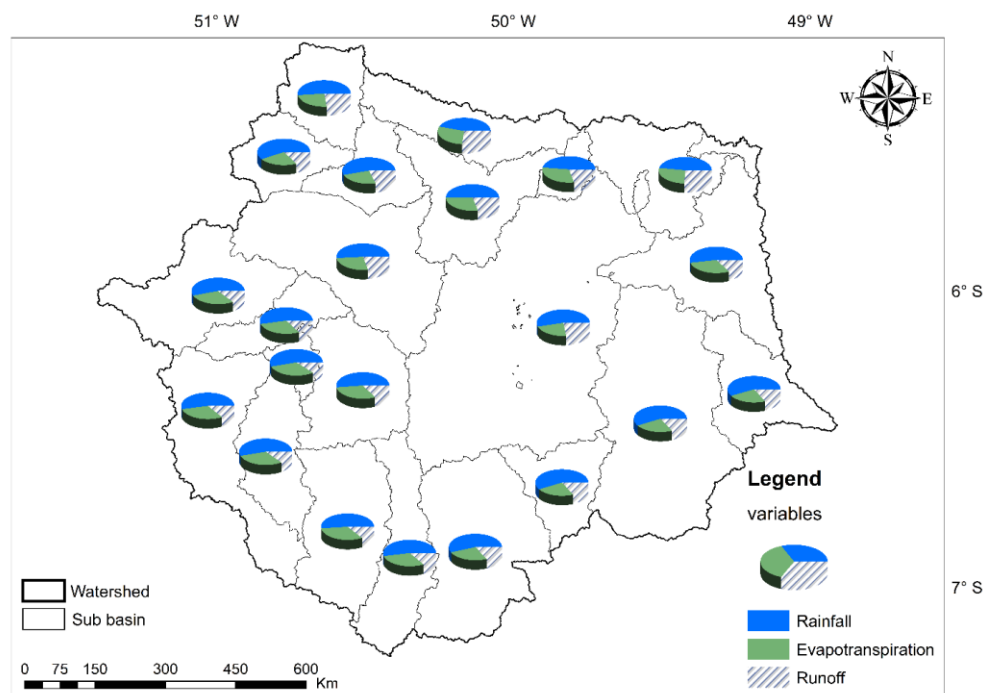 51° W
50° W
49° W
N
W
E
S
6° S
Legend
variables
7° S
Watershed
Sub basin
Rainfall
Evapotranspiration
Runoff
0 75 150 300 450 600
Km